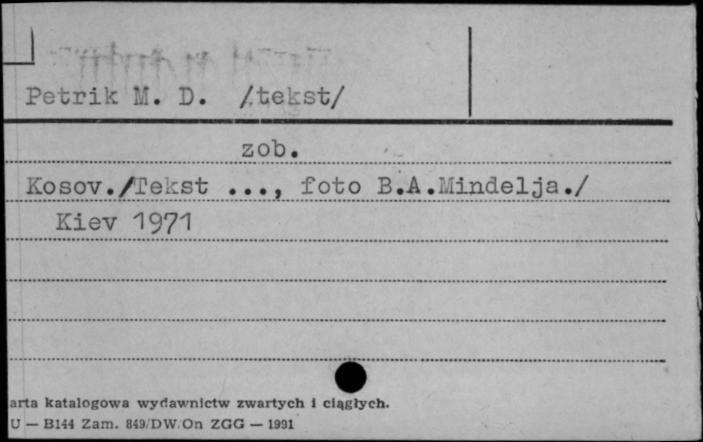 Petrik M. D. /tekst/
zob.
Kosov./Tekst ..., foto B.A.Mindelja./
Kiev 1971
arta katalogowa wydawnictw zwartych i ciągłych.
U — B144 Zam. 849/DW/On ZGG — 1991